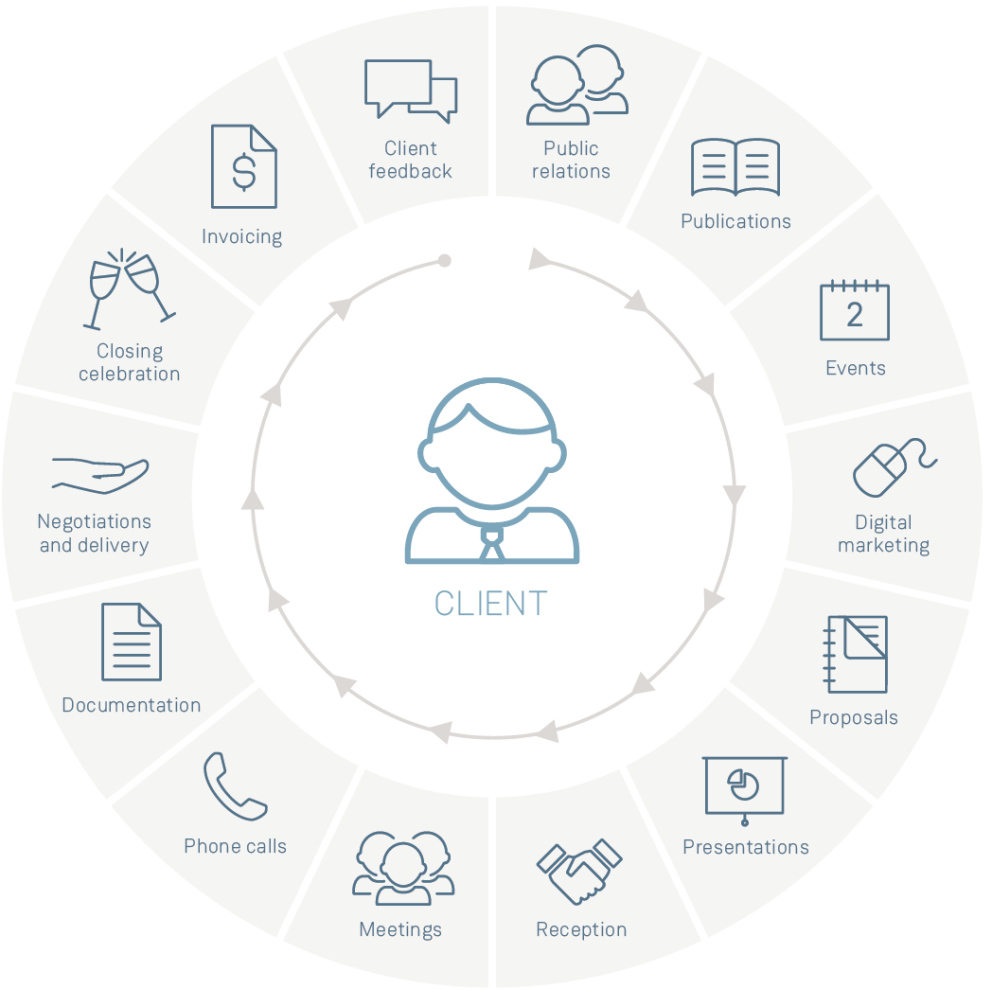 Public
relations
Publications
2
Events
Digital
marketing
Proposals
Presentations
Reception
Meetings
Phone calls
Documentation
Negotiations
and delivery
Closing
celebration
$
Invoicing
Client
feedback
CLIENT